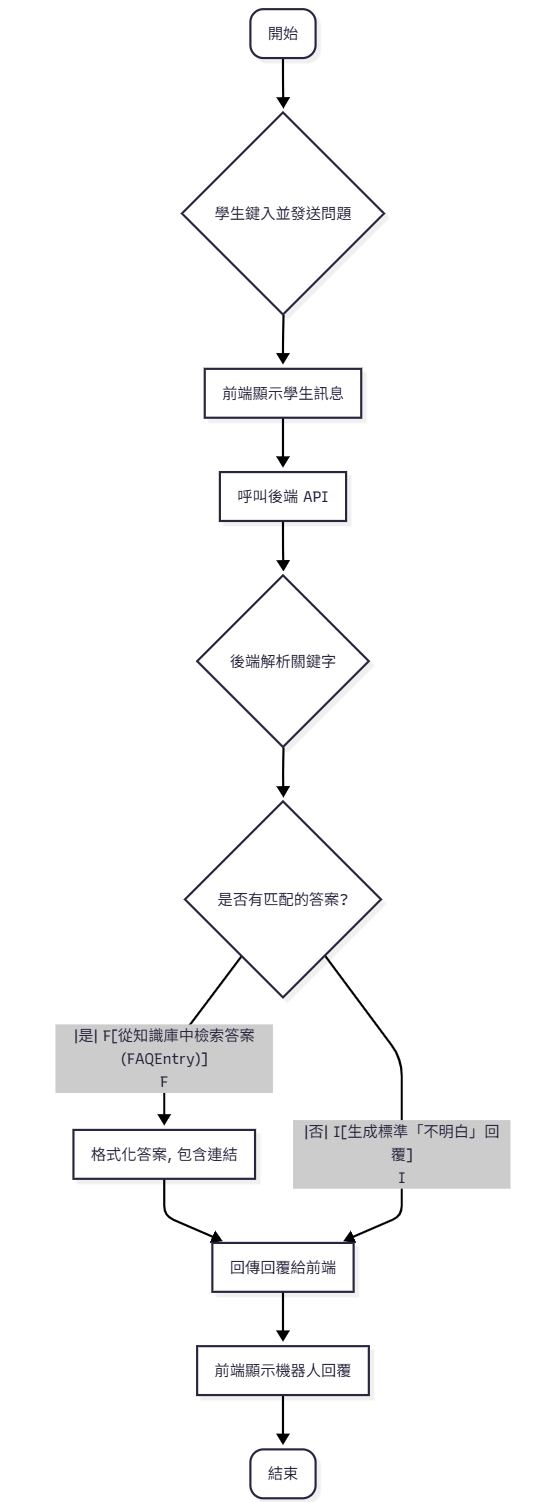 開始
學生鍵入並發送問題
前端顯示學生訊息
呼叫後端 API
後端解析關鍵字
是否有匹配的答案?
|是| F[從知識庫中檢索答案
(FAQEntry)]
F
|否| I[生成標準「不明白」回
覆]
I
格式化答案, 包含連結
回傳回覆給前端
前端顯示機器人回覆
結束